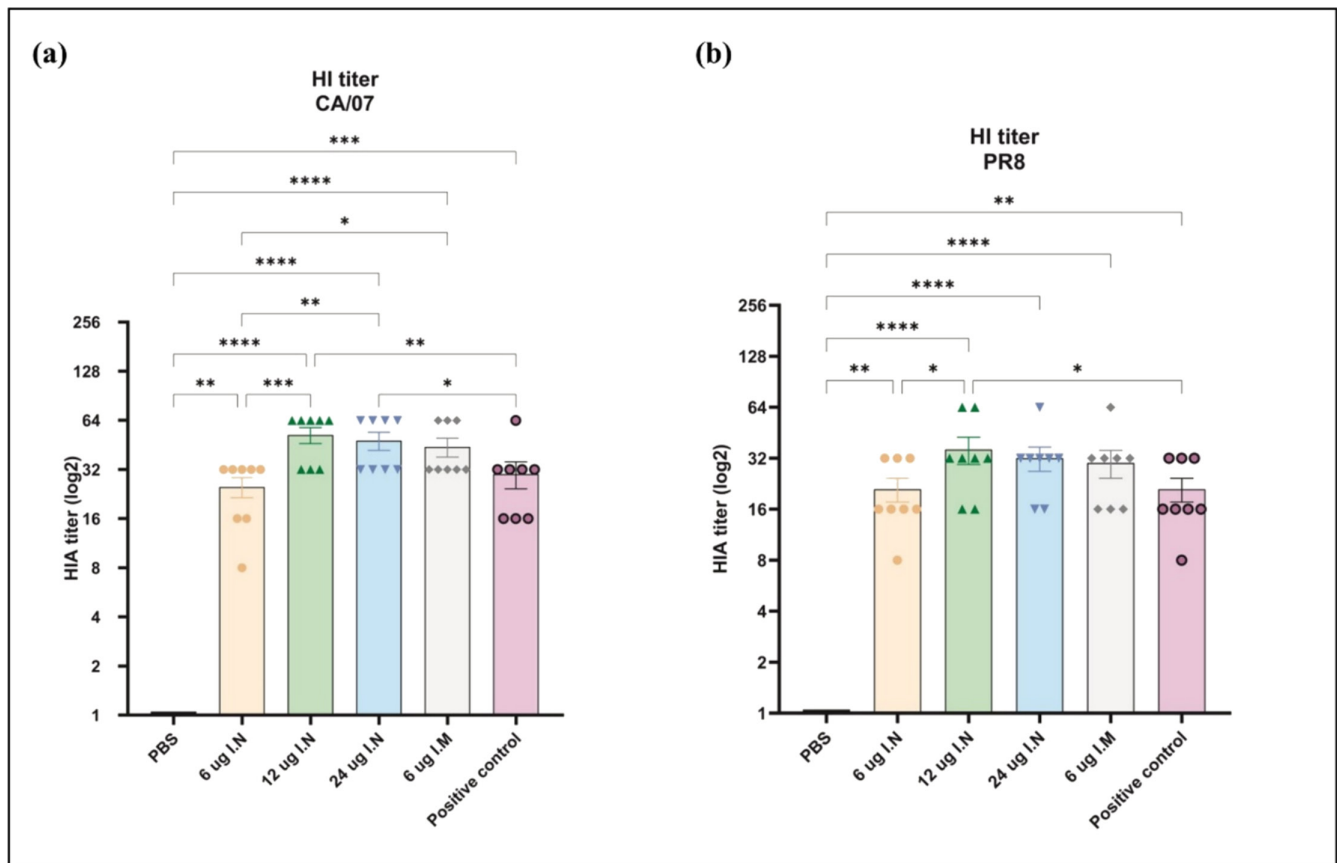 (a)
HI titer
CA/07
***
****
*
****
**
****
**
**
***
*
256
128
64
32
16
8
4
2
1
HIA titer (log2)
PBS
6 ug I.N
12 ug I.N
24 ug I.N
6 ug I.M
Positive control
(b)
HI titer
PR8
**
****
****
****
**
*
*
256
128
64
32
16
8
4
2
1
HIA titer (log2)
PBS
6 ug I.N
12 ug I.N
24 ug I.N
6 ug I.M
Positive control